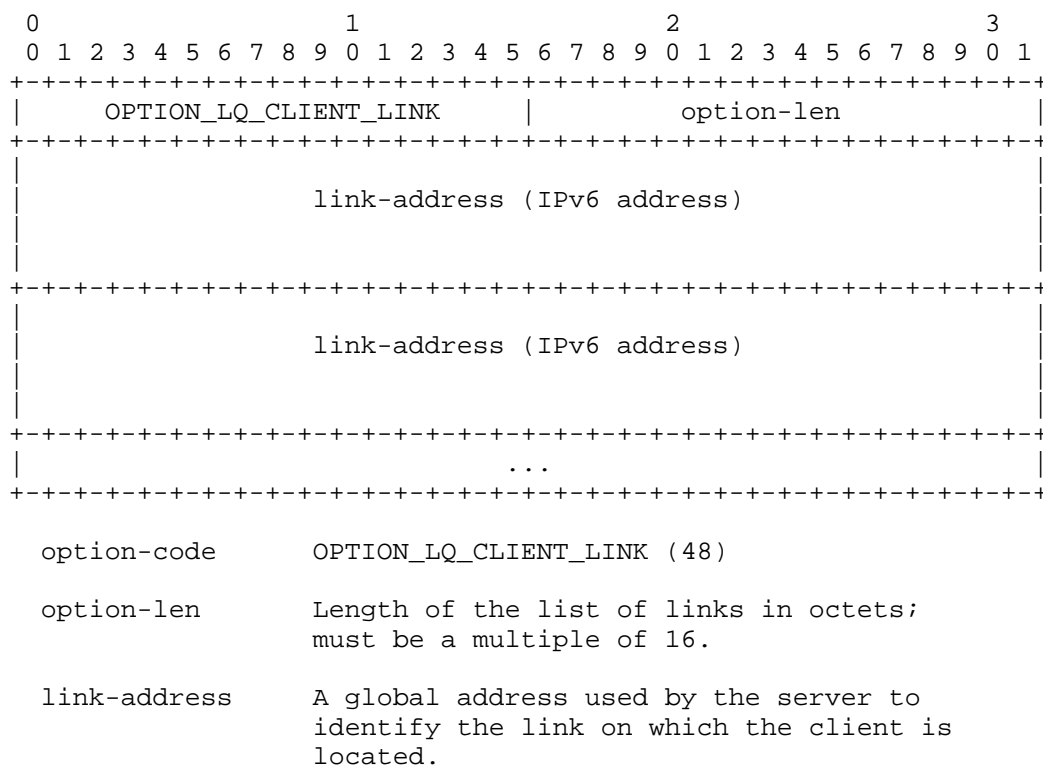 0                   1                   2                   3
 0 1 2 3 4 5 6 7 8 9 0 1 2 3 4 5 6 7 8 9 0 1 2 3 4 5 6 7 8 9 0 1
+-+-+-+-+-+-+-+-+-+-+-+-+-+-+-+-+-+-+-+-+-+-+-+-+-+-+-+-+-+-+-+-+
|     OPTION_LQ_CLIENT_LINK     |         option-len            |
+-+-+-+-+-+-+-+-+-+-+-+-+-+-+-+-+-+-+-+-+-+-+-+-+-+-+-+-+-+-+-+-+
|                                                               |
|                  link-address (IPv6 address)                  |
|                                                               |
|                                                               |
+-+-+-+-+-+-+-+-+-+-+-+-+-+-+-+-+-+-+-+-+-+-+-+-+-+-+-+-+-+-+-+-+
|                                                               |
|                  link-address (IPv6 address)                  |
|                                                               |
|                                                               |
+-+-+-+-+-+-+-+-+-+-+-+-+-+-+-+-+-+-+-+-+-+-+-+-+-+-+-+-+-+-+-+-+
|                              ...                              |
+-+-+-+-+-+-+-+-+-+-+-+-+-+-+-+-+-+-+-+-+-+-+-+-+-+-+-+-+-+-+-+-+
option-code      OPTION_LQ_CLIENT_LINK (48)
option-len       Length of the list of links in octets;
                 must be a multiple of 16.
link-address     A global address used by the server to
                 identify the link on which the client is
                 located.